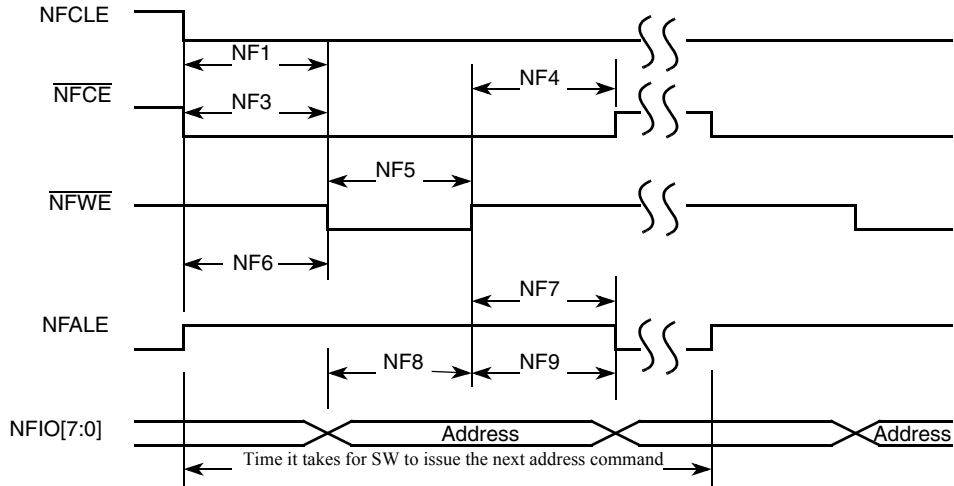 NFCLE
NF1
NFCE
NF3
NF4
NF5
NFWE
NF6
NF7
NFALE
NF8
NF9
NFIO[7:0]
Address
Address
Time it takes for SW to issue the next address command